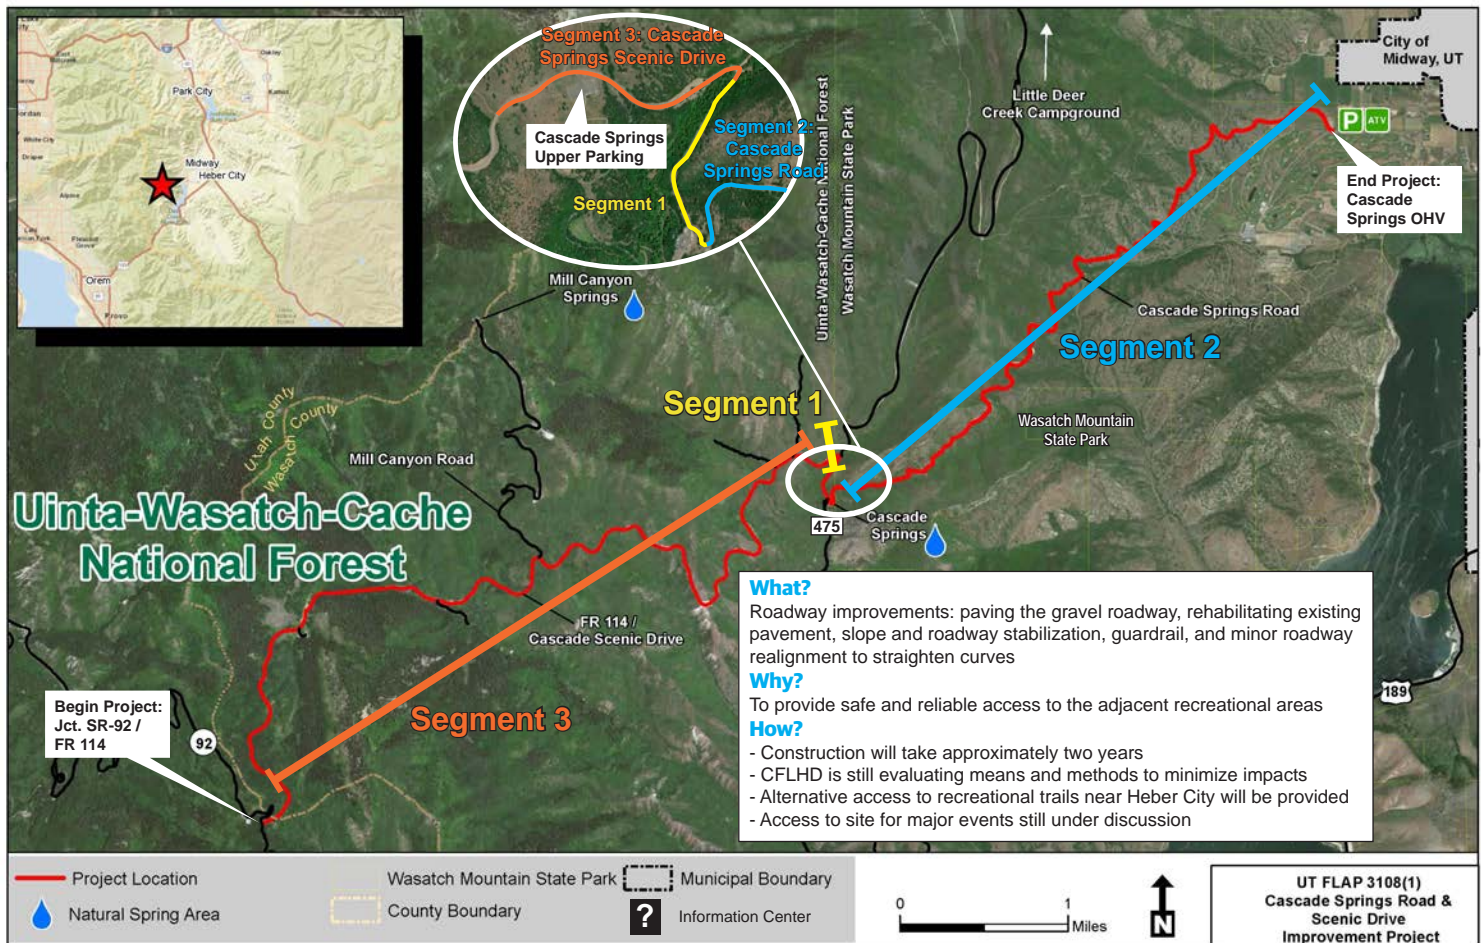 Park City
Oakley
Kamas
Jordan
White City
Draper
Alpine
Midway
Heber City
Pleasant
Grove
Orem
Provo
Segment 3: Cascade
Springs Scenic Drive
Cascade Springs
Upper Parking
Segment 2:
Cascade
Springs Road
Segment 1
Uinta-Wasatch-Cache National Forest
Wasatch Mountain State Park
Little Deer
Creek Campground
City of
Midway, UT
P
ATV
End Project:
Cascade
Springs OHV
Mill Canyon
Springs
Cascade Springs Road
Segment 2
Segment 1
Wasatch Mountain
State Park
Utah County
Wasatch County
Mill Canyon Road
Uinta-Wasatch-Cache
National Forest
475
Cascade
Springs
FR 114 /
Cascade Scenic Drive
Segment 3
Begin Project:
Jct. SR-92 /
FR 114
92
189
What?
Roadway improvements: paving the gravel roadway, rehabilitating existing
pavement, slope and roadway stabilization, guardrail, and minor roadway
realignment to straighten curves
Why?
To provide safe and reliable access to the adjacent recreational areas
How?
- Construction will take approximately two years
- CFLHD is still evaluating means and methods to minimize impacts
- Alternative access to recreational trails near Heber City will be provided
- Access to site for major events still under discussion
Project Location
Natural Spring Area
Wasatch Mountain State Park
County Boundary
Municipal Boundary
?
Information Center
0
1
Miles
N
UT FLAP 3108(1)
Cascade Springs Road &
Scenic Drive
Improvement Project